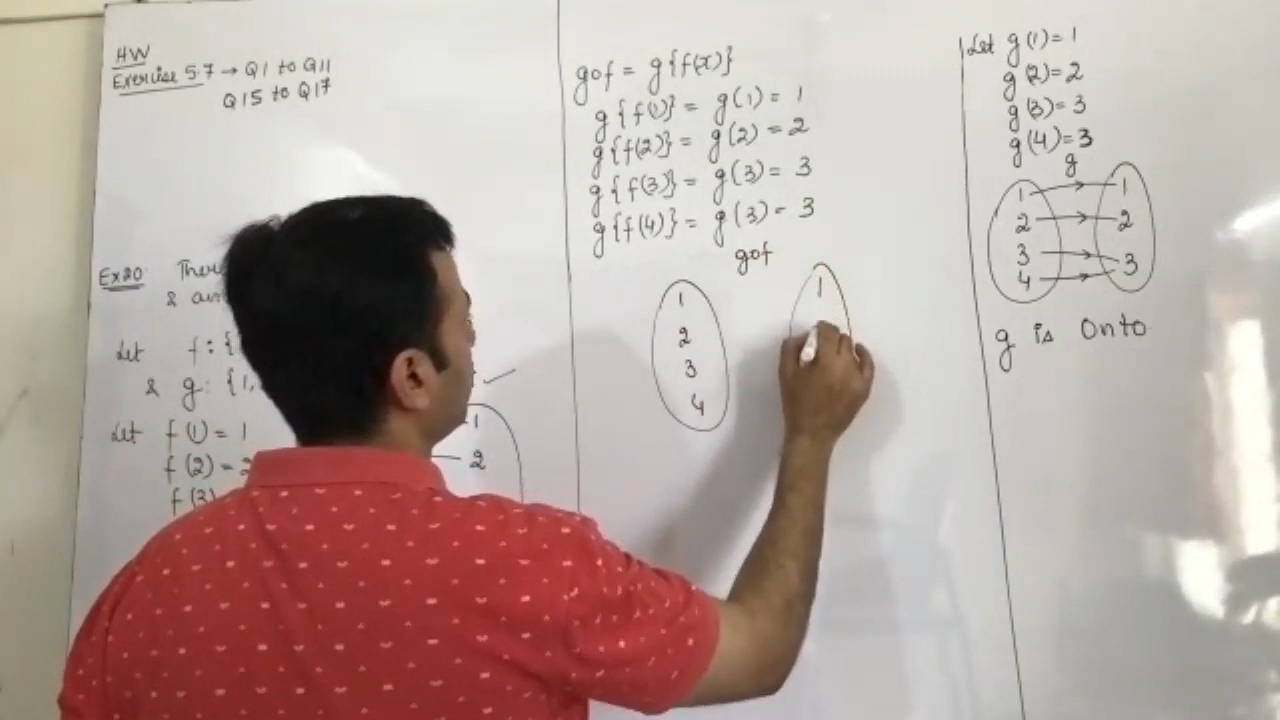 HW
Exercise 5.7 → Q1 to Q11
Q15 to Q17
Ex20
Let f : {
& g : {1,
Let f(1) = 1
f(2) = 2
f(3)
1
2
gof = g{f(x)}
g{f(1)} = g(1) = 1
g{f(2)} = g(2) = 2
g{f(3)} = g(3) = 3
g{f(4)} = g(3) = 3
gof
1
2
3
4
1
Let g(1) = 1
g(2) = 2
g(3) = 3
g(4) = 3
g
1 1
2 2
3 3
4
g is Onto